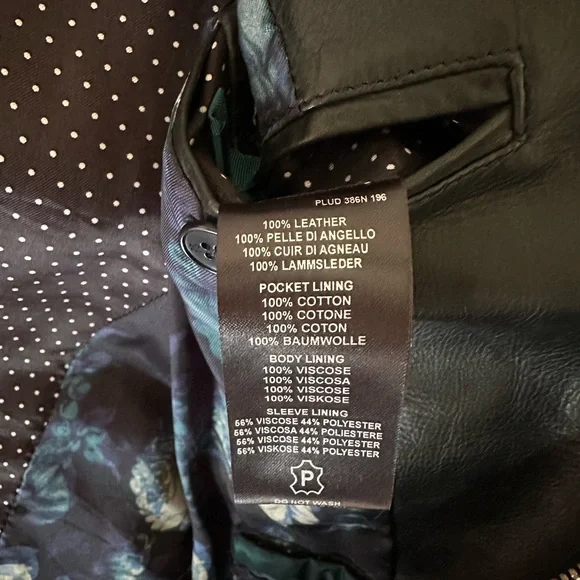 PLUD 386N 196
100% LEATHER
100% PELLE DI ANGELLO
100% CUIR DI AGNEAU
100% LAMMSLEDER
POCKET LINING
100% COTTON
100% COTONE
100% COTON
100% BAUMWOLLE
BODY LINING
100% VISCOSE
100% VISCOSA
100% VISCOSE
100% VISKOSE
SLEEVE LINING
56% VISCOSE 44% POLYESTER
56% VISCOSA 44% POLIESTERE
56% VISCOSE 44% POLYESTER
56% VISKOSE 44% POLYESTER
P
DO NOT WASH